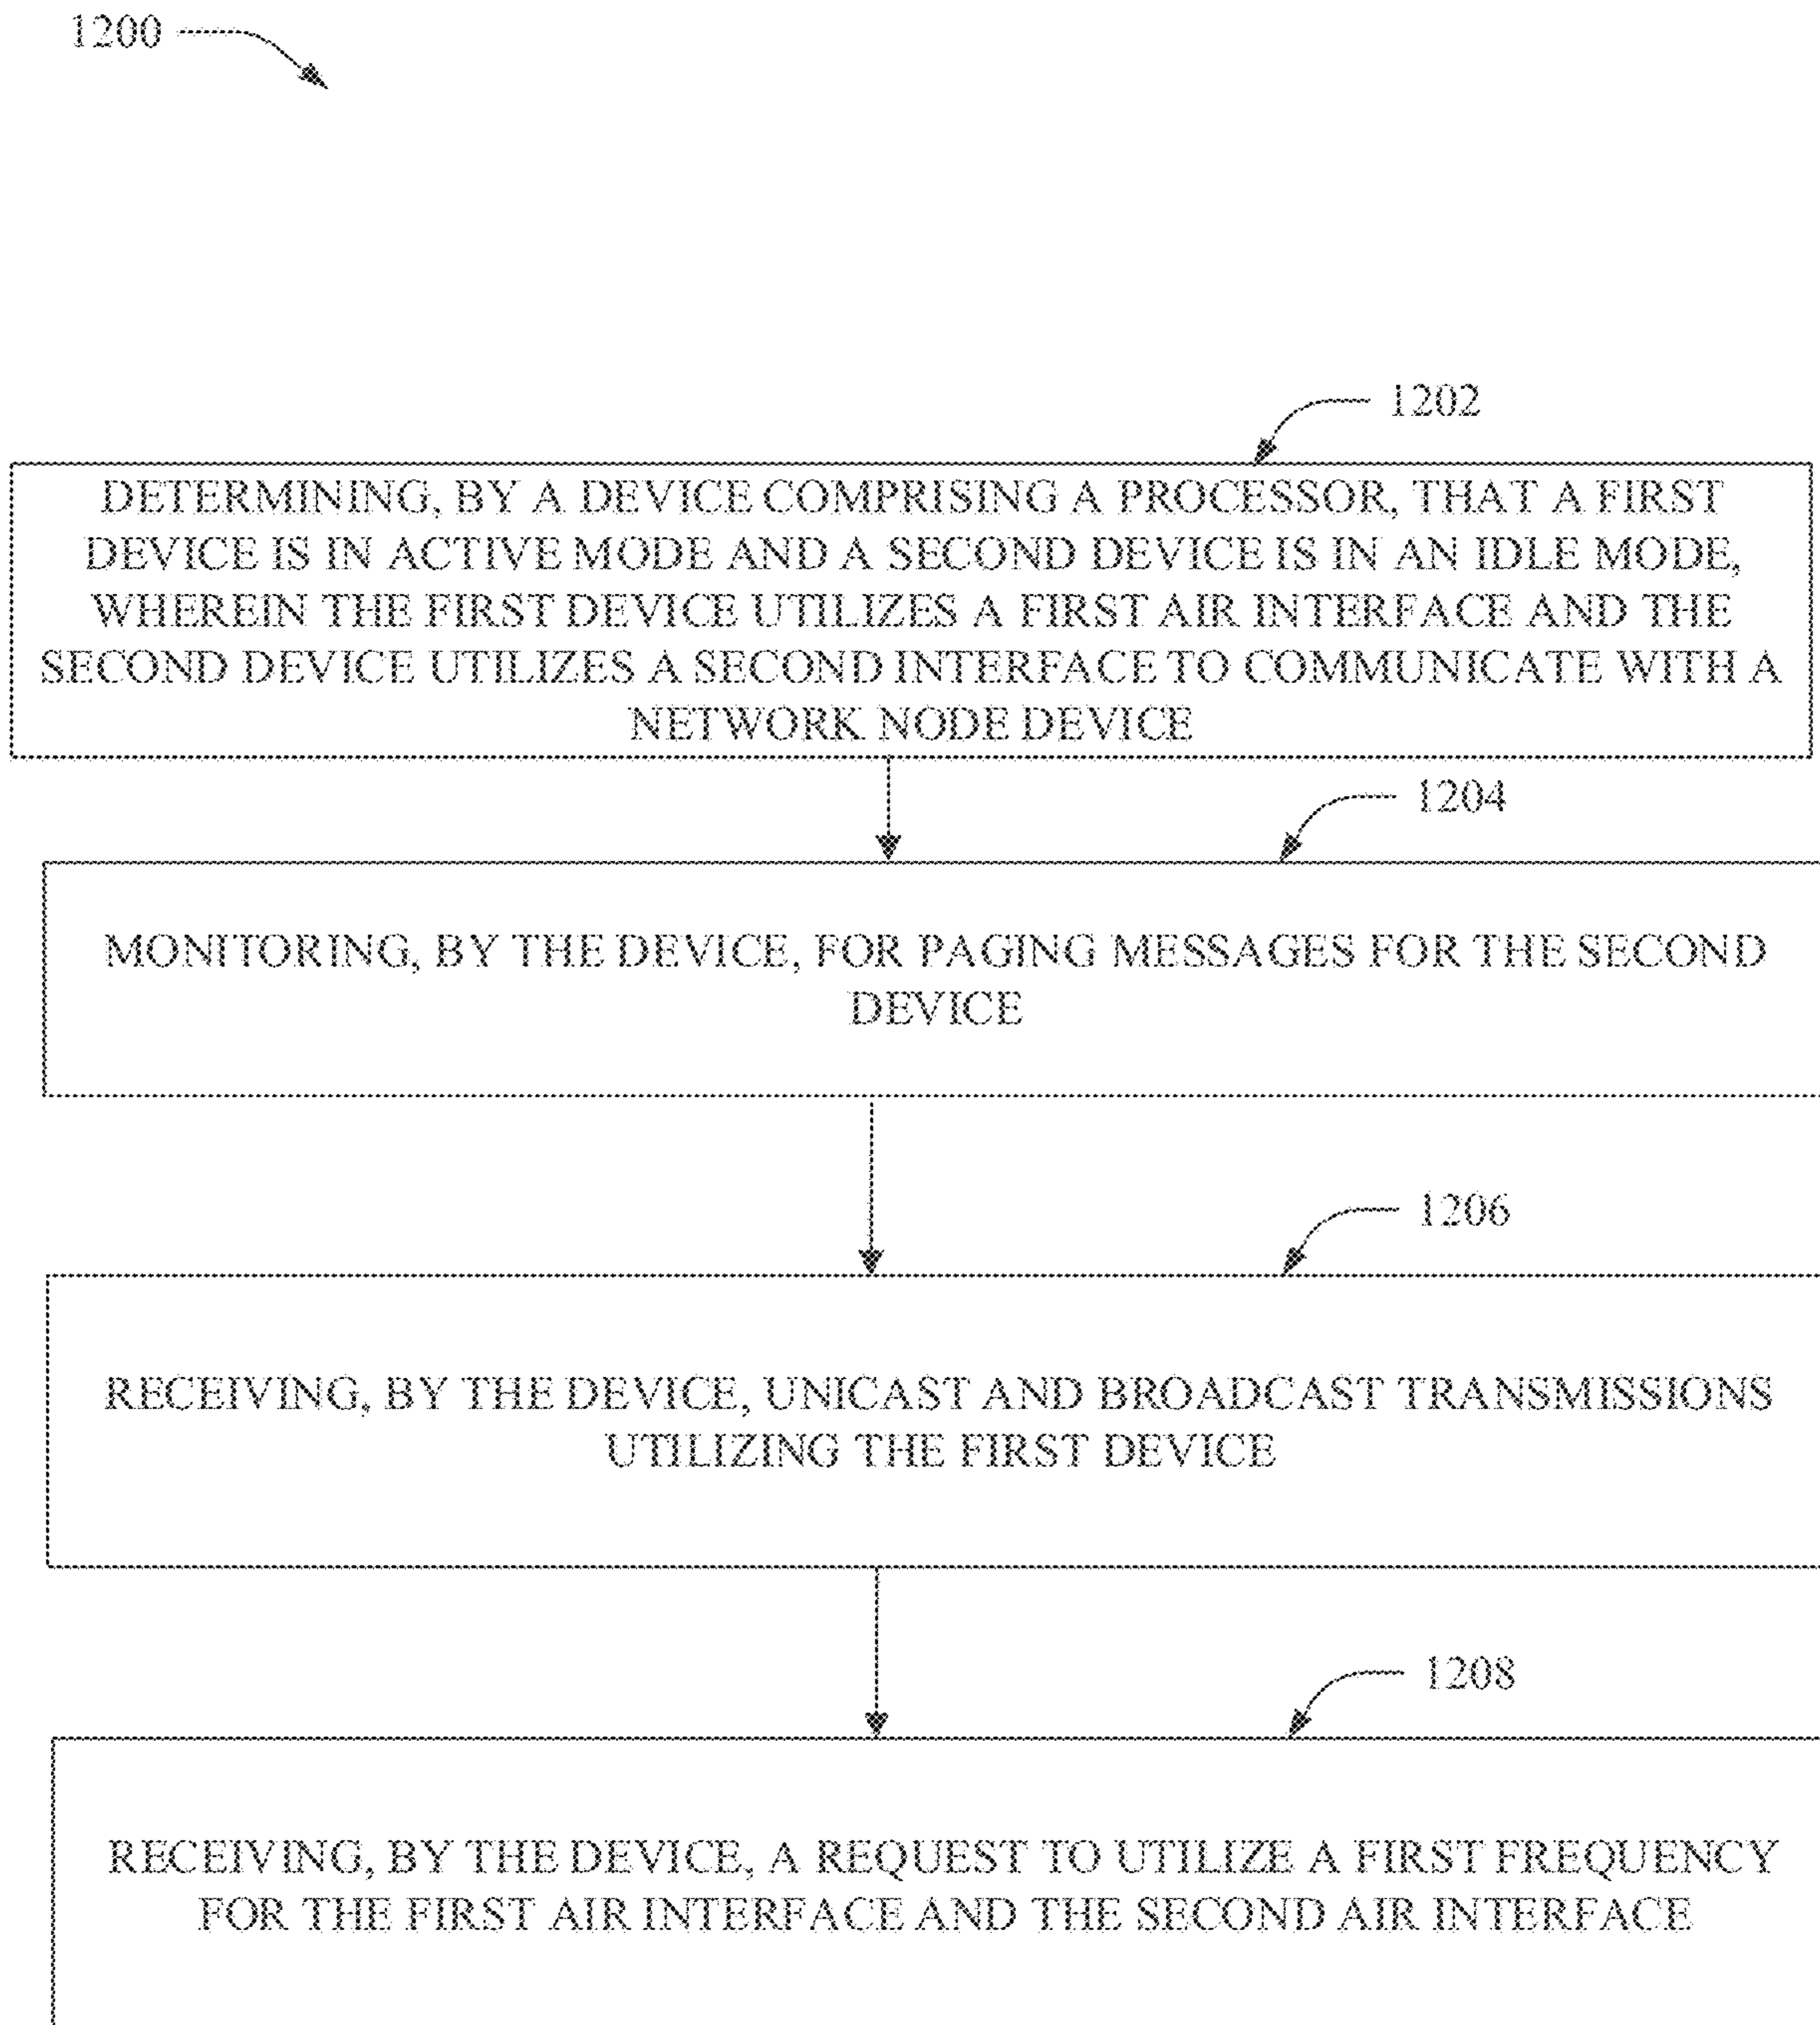 1200
1202
DETERMINING, BY A DEVICE COMPRISING A PROCESSOR, THAT A FIRST
DEVICE IS IN ACTIVE MODE AND A SECOND DEVICE IS IN AN IDLE MODE,
WHEREIN THE FIRST DEVICE UTILIZES A FIRST AIR INTERFACE AND THE
SECOND DEVICE UTILIZES A SECOND INTERFACE TO COMMUNICATE WITH A
NETWORK NODE DEVICE
1204
MONITORING, BY THE DEVICE, FOR PAGING MESSAGES FOR THE SECOND
DEVICE
1206
RECEIVING, BY THE DEVICE, UNICAST AND BROADCAST TRANSMISSIONS
UTILIZING THE FIRST DEVICE
1208
RECEIVING, BY THE DEVICE, A REQUEST TO UTILIZE A FIRST FREQUENCY
FOR THE FIRST AIR INTERFACE AND THE SECOND AIR INTERFACE